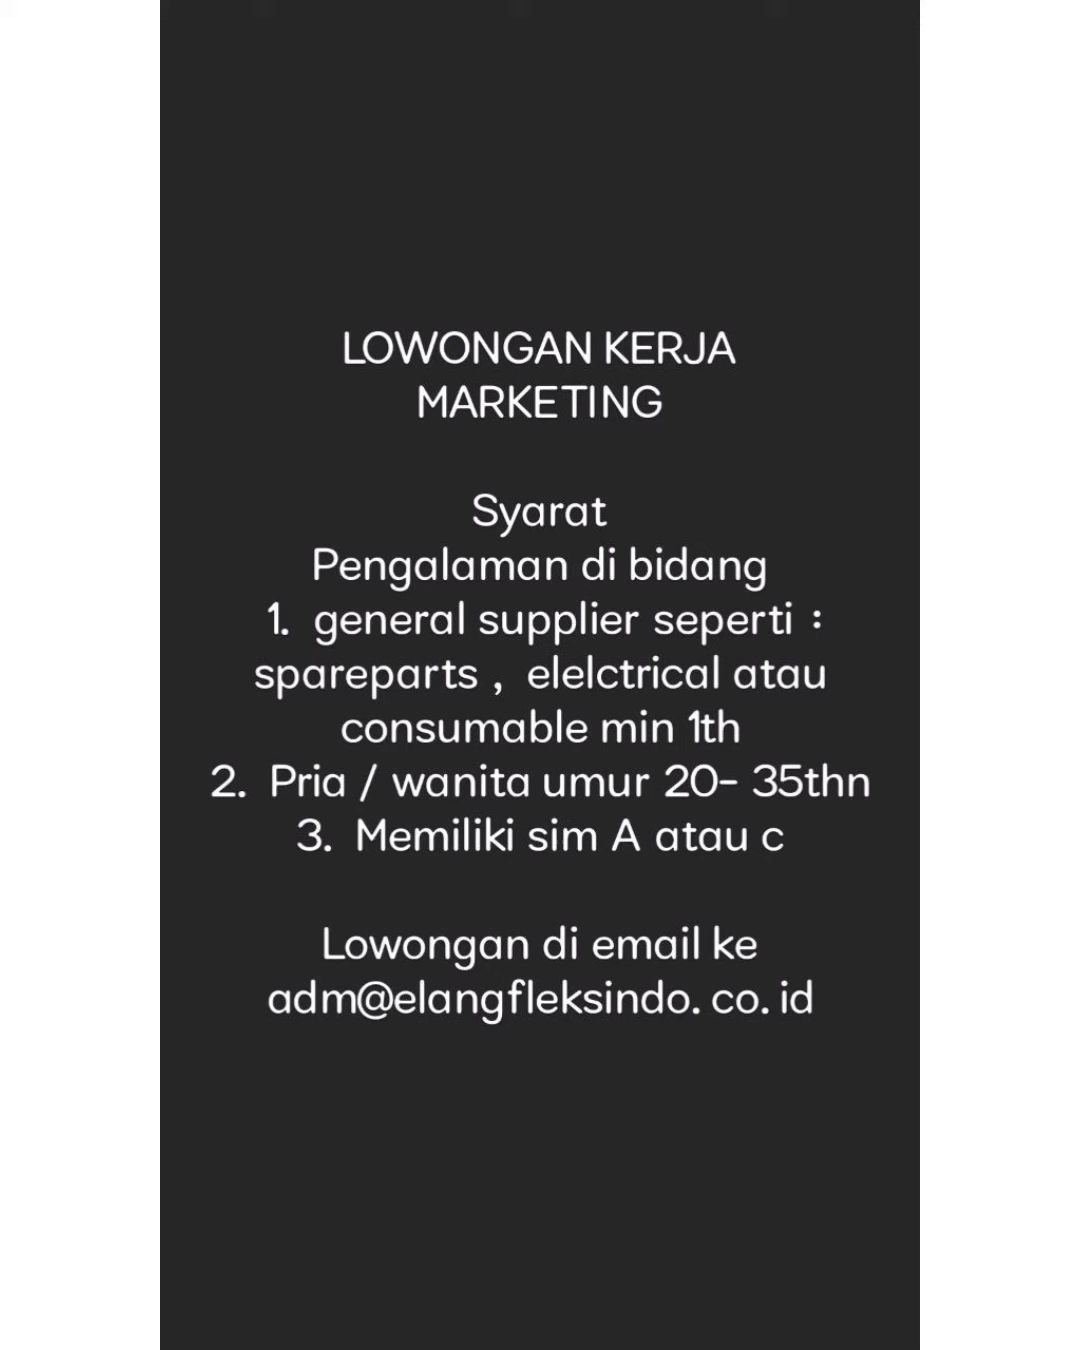 LOWONGAN KERJA
MARKETING
Syarat
Pengalaman di bidang
1. general supplier seperti :
spareparts , elelctrical atau
consumable min 1th
2. Pria / wanita umur 20- 35thn
3. Memiliki sim A atau c
Lowongan di email ke
adm@elangfleksindo. co. id